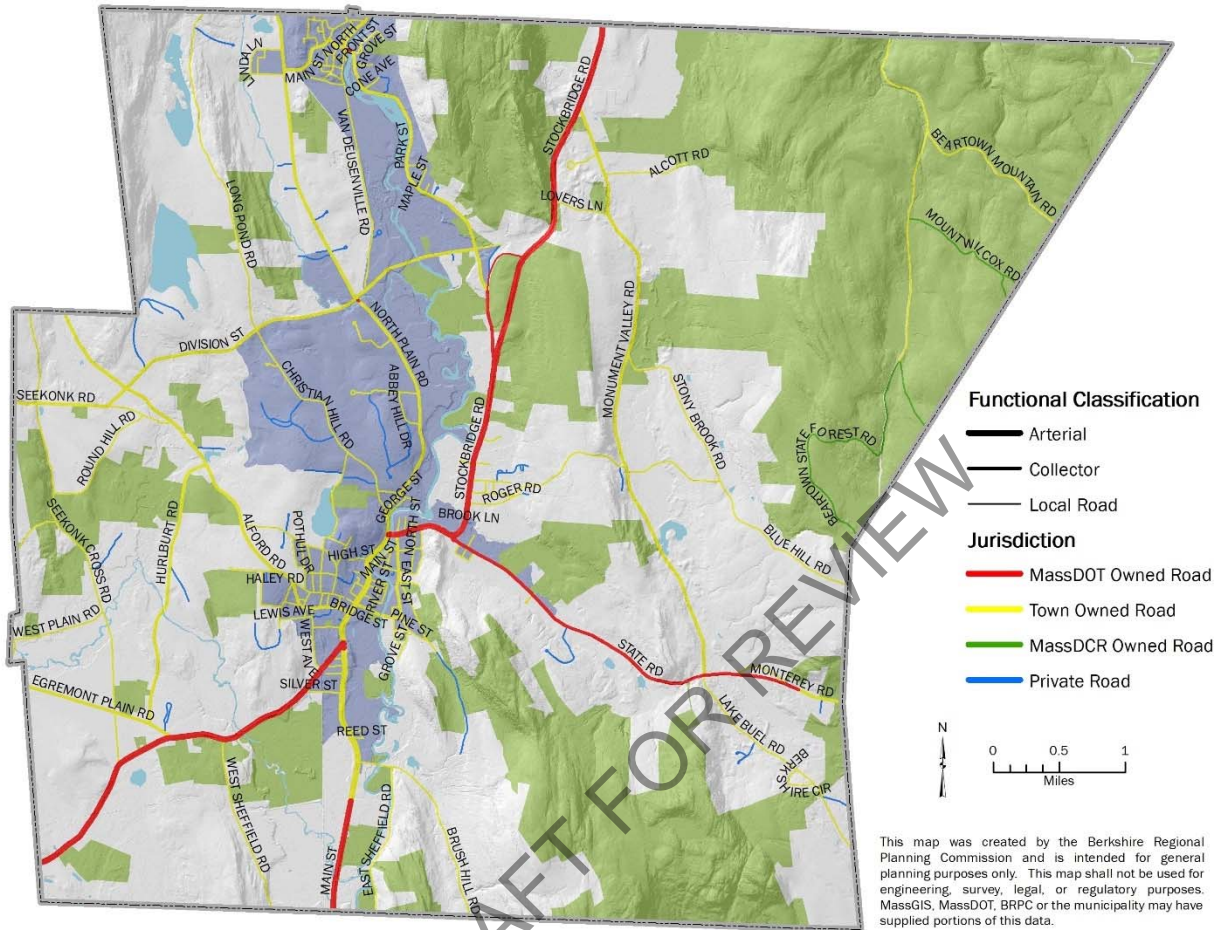 LINDA LN
MAIN ST NORTH
FRONT ST
GROVE ST
CONE AVE
VAN DEUSENVILLE RD
PARK ST
MAPLE ST
STOCKBRIDGE RD
ALCOTT RD
LOVERS LN
BEARTOWN MOUNTAIN RD
MOUNT WILCOX RD
LONG POND RD
DIVISION ST
NORTH PLAIN RD
MONUMENT VALLEY RD
CHRISTIAN HILL RD
ABBEY HILL DR
STONY BROOK RD
SEEKONK RD
ROUND HILL RD
STOCKBRIDGE RD
BEARTOWN STATE FOREST RD
ROGER RD
GEORGE ST
BROOK LN
SEEKONK CROSS RD
HURLBURT RD
ALFORD RD
POTHUL DR
HIGH ST
MAIN ST
EAST ST
NORTH ST
BLUE HILL RD
HALEY RD
RIVER ST
LEWIS AVE
BRIDGE ST
PINE ST
WEST PLAIN RD
WEST AVE
GROVE ST
STATE RD
MONTEREY RD
SILVER ST
EGREMONT PLAIN RD
REED ST
LAKE BUEL RD
BERKSHIRE CIR
WEST SHEFFIELD RD
MAIN ST
EAST SHEFFIELD RD
BRUSH HILL RD
AFT FOR REVIEW
Functional Classification
Arterial
Collector
Local Road
Jurisdiction
MassDOT Owned Road
Town Owned Road
MassDCR Owned Road
Private Road
N
0 0.5 1
Miles
This map was created by the Berkshire Regional
Planning Commission and is intended for general
planning purposes only. This map shall not be used for
engineering, survey, legal, or regulatory purposes.
MassGIS, MassDOT, BRPC or the municipality may have
supplied portions of this data.